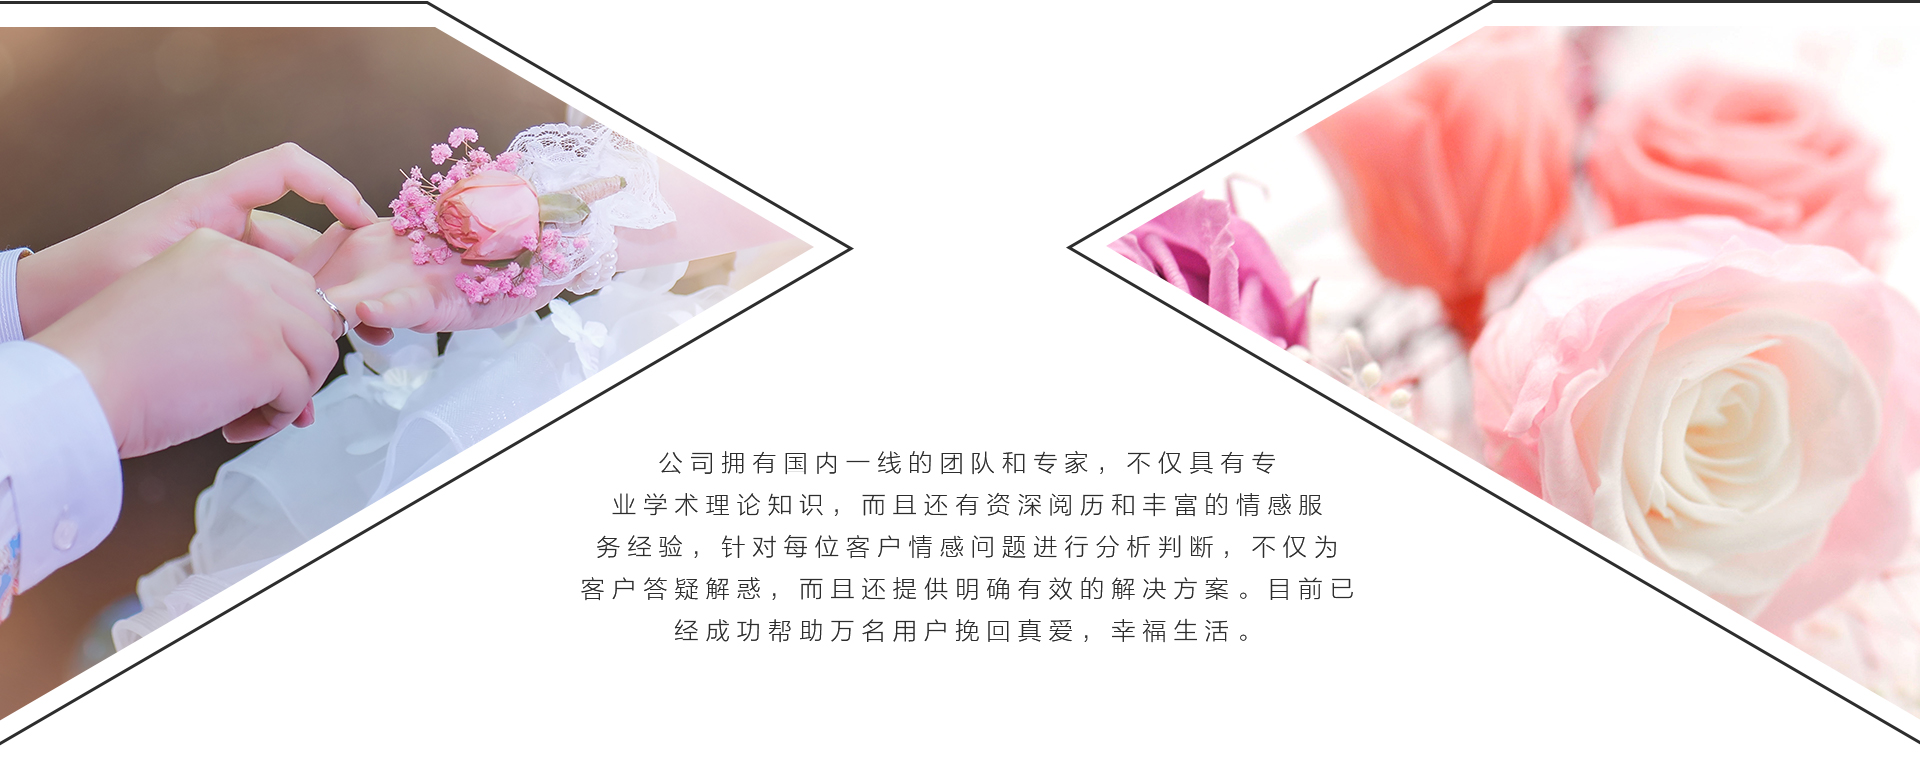 公司拥有国内一线的团队和专家，不仅具有专
业学术理论知识，而且还有资深阅历和丰富的情感服
务经验，针对每位客户情感问题进行分析判断，不仅为
客户答疑解惑，而且还提供明确有效的解决方案。目前已
经成功帮助万名用户挽回真爱，幸福生活。